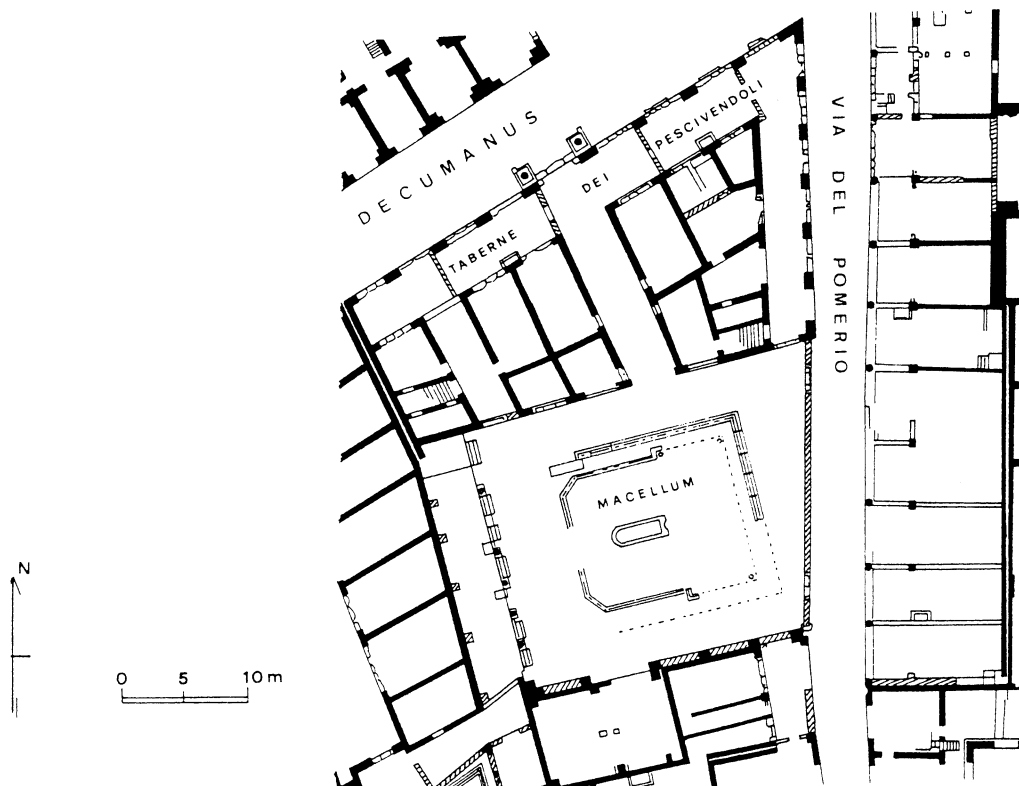 DECUMANUS
TABERNE DEI PESCIVENDOLI
VIA DEL POMERIO
MACELLUM
N
0 5 10 m